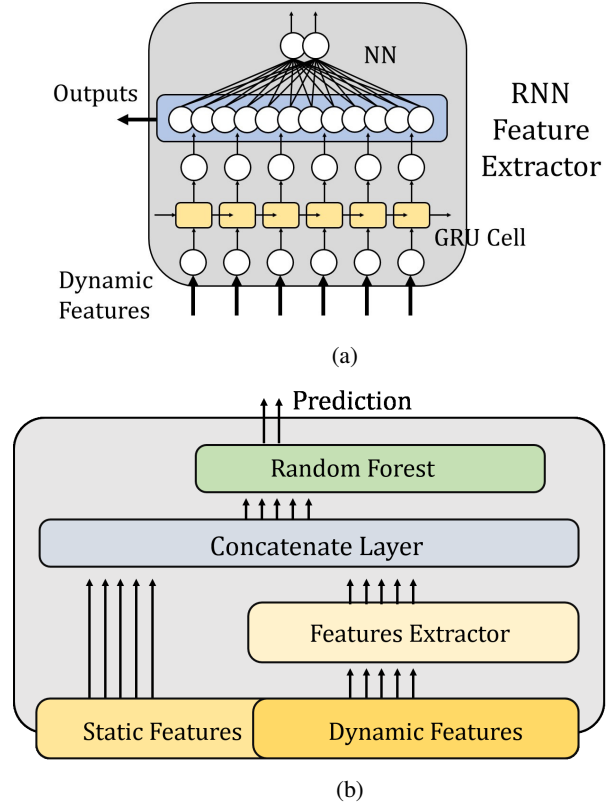 NN
Outputs
RNN
Feature
Extractor
GRU Cell
Dynamic
Features
(a)
Prediction
Random Forest
Concatenate Layer
Features Extractor
Static Features
Dynamic Features
(b)